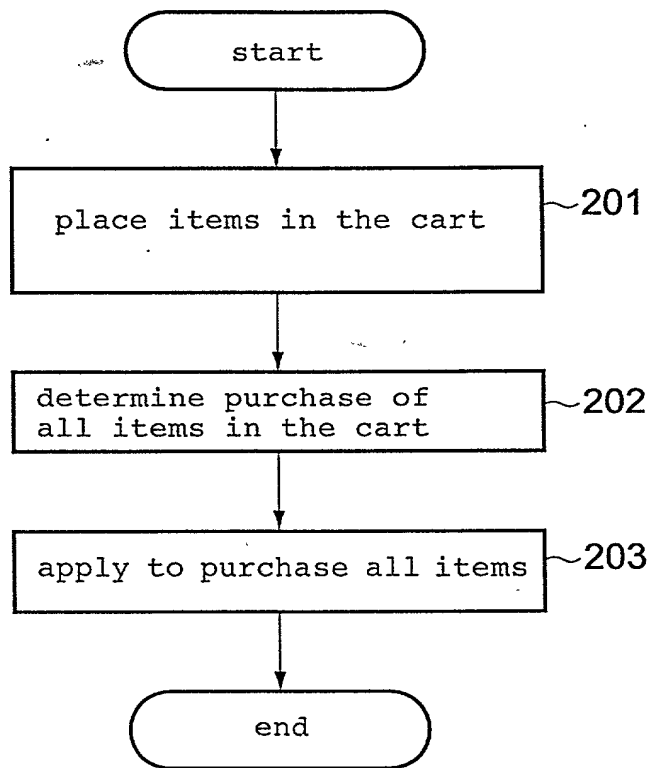 start
place items in the cart
201
determine purchase of
all items in the cart
202
apply to purchase all items
203
end